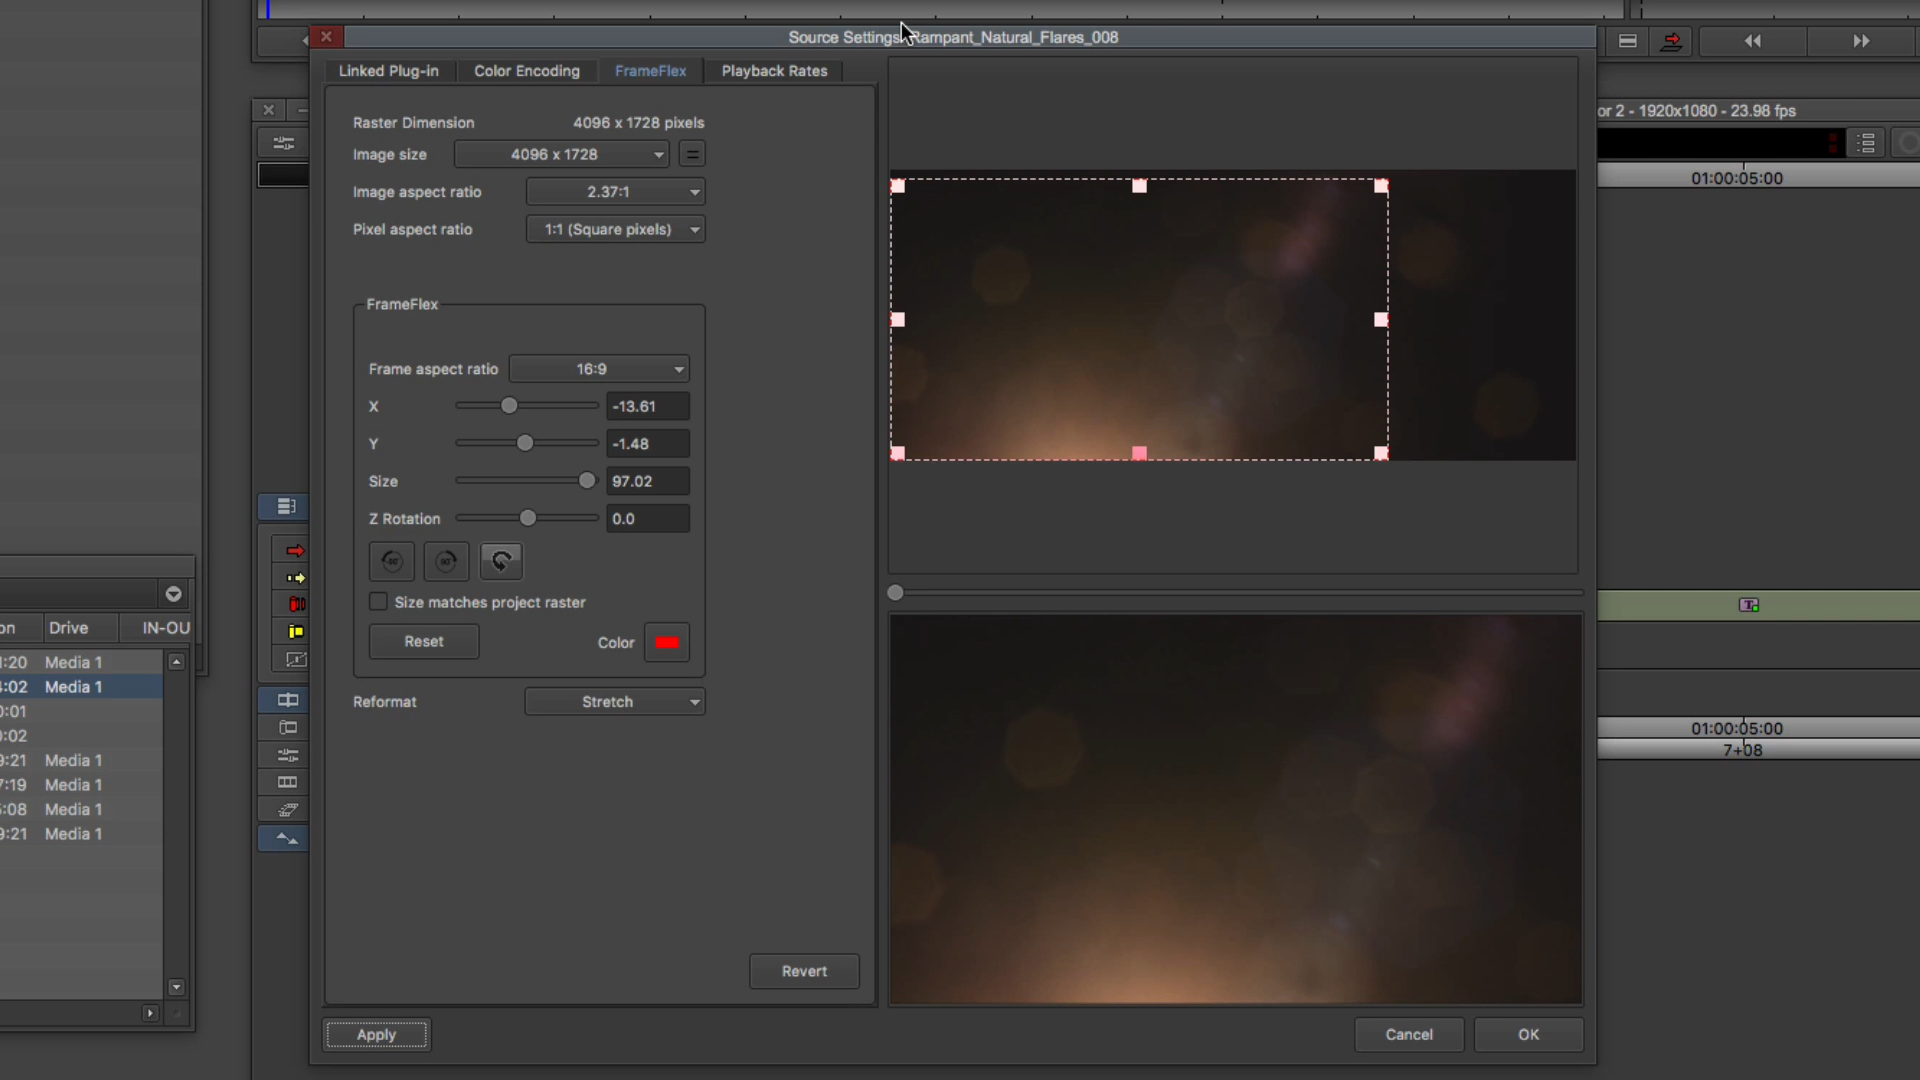 Source Settings Rampant_Natural_Flares_008
Linked Plug-in
Color Encoding
FrameFlex
Playback Rates
Raster Dimension
4096 x 1728 pixels
Image size
4096 x 1728
=
Image aspect ratio
2.37:1
Pixel aspect ratio
1:1 (Square pixels)
FrameFlex
Frame aspect ratio
16:9
X
-13.61
Y
-1.48
Size
97.02
Z Rotation
0.0
Size matches project raster
Reset
Color
Reformat
Stretch
Revert
Apply
Cancel
OK
or 2 - 1920x1080 - 23.98 fps
01:00:05:00
01:00:05:00
7+08
on
Drive
IN-OU
:20 Media 1
:02 Media 1
:01
:02
9:21 Media 1
7:19 Media 1
:08 Media 1
9:21 Media 1